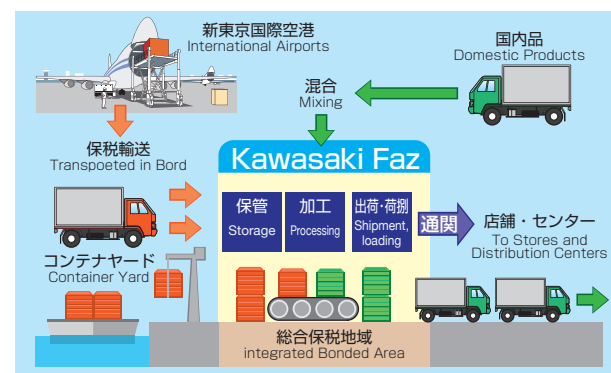 新東京国際空港
International Airports
国内品
Domestic Products
混合
Mixing
保税輸送
Transpoeted in Bord
Kawasaki Faz
保管
Storage
加工
Processing
出荷・荷捌
Shipment,
loading
通関
店舗・センター
To Stores and
Distribution Centers
コンテナヤード
Container Yard
総合保税地域
integrated Bonded Area